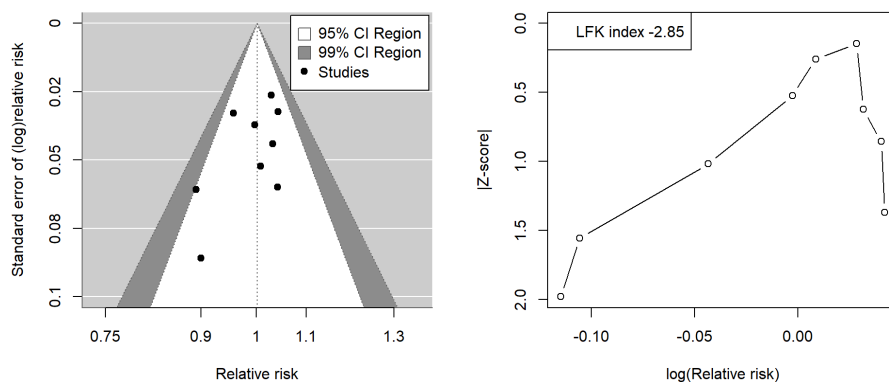 95% CI Region
99% CI Region
Studies
Standard error of (log)relative risk
0
0.02
0.05
0.08
0.1
0.75
0.9
1
1.1
1.3
Relative risk
LFK index -2.85
|Z-score|
0.0
0.5
1.0
1.5
2.0
-0.10
-0.05
0.00
log(Relative risk)